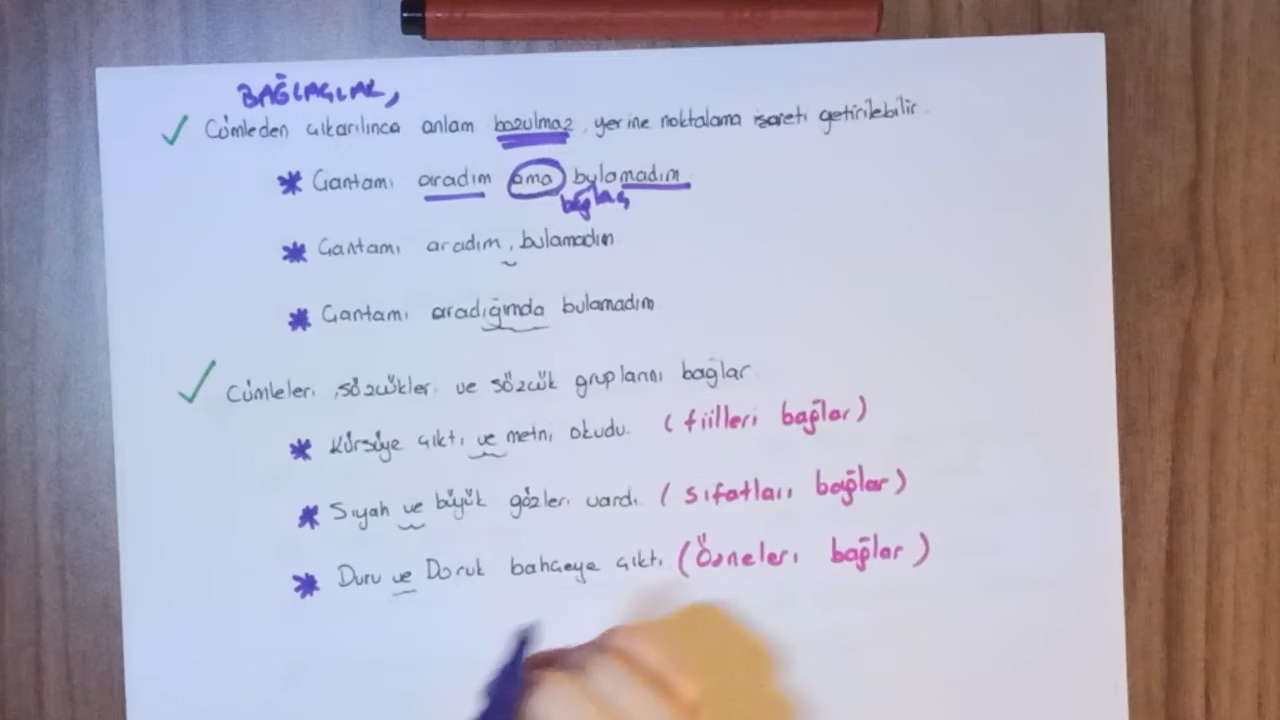 BAĞLAÇLAR,
Cümleden çıkarılınca anlam bozulmaz, yerine noktalama işareti getirilebilir.
Çantamı aradım ama bulamadım
bağlaç
Çantamı aradım, bulamadım
Çantamı aradığımda bulamadım
Cümleleri, sözcükleri ve sözcük gruplarını bağlar
Kürsüye çıktı ve metni okudu. (fiilleri bağlar)
Siyah ve büyük gözleri vardı. (sıfatları bağlar)
Duru ve Doruk bahçeye çıktı. (Özneleri bağlar)